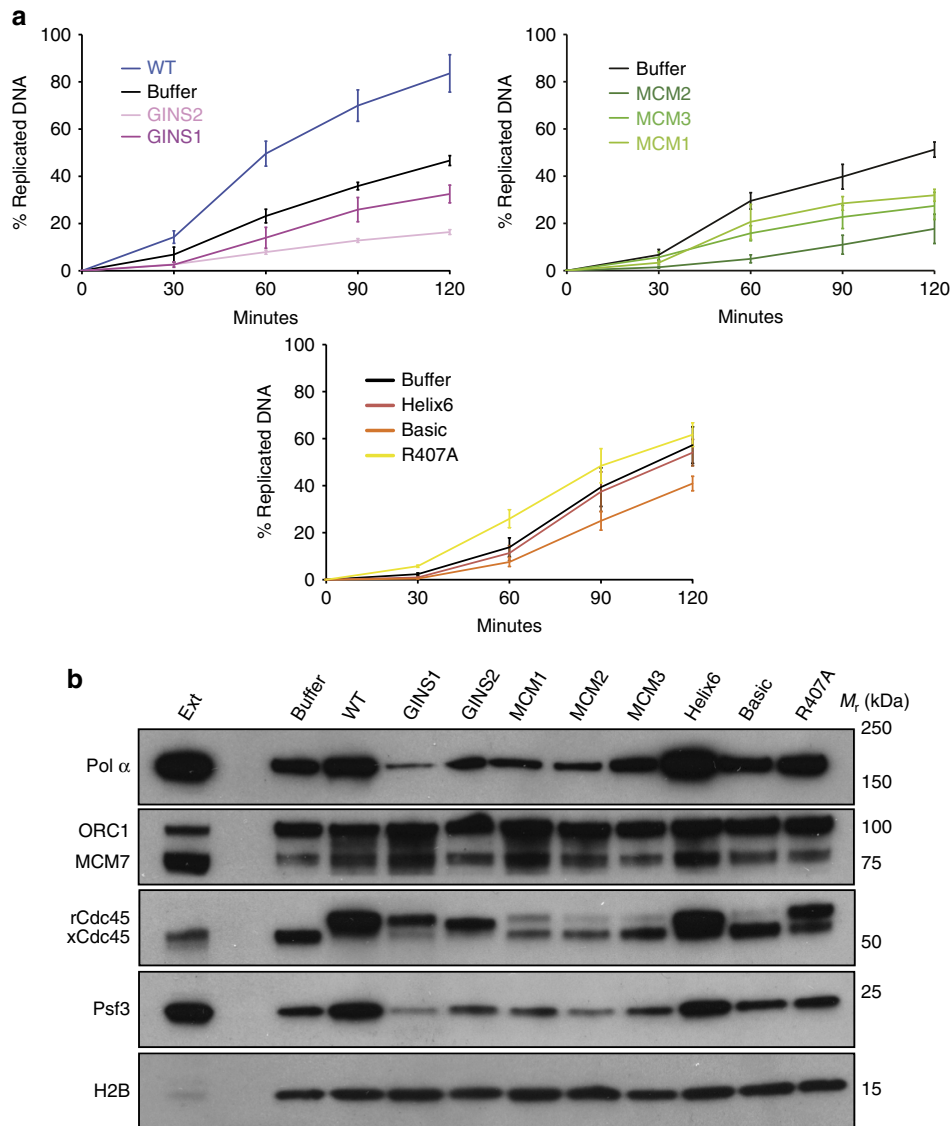 a
100
80
60
40
20
0
% Replicated DNA
WT
Buffer
GINS2
GINS1
0 30 60 90 120
Minutes
100
80
60
40
20
0
% Replicated DNA
Buffer
MCM2
MCM3
MCM1
0 30 60 90 120
Minutes
100
80
60
40
20
0
% Replicated DNA
Buffer
Helix6
Basic
R407A
0 30 60 90 120
Minutes
b
Ext Buffer WT GINS1 GINS2 MCM1 MCM2 MCM3 Helix6 Basic R407A Mr (kDa)
250
Pol α
150
ORC1 100
MCM7 75
rCdc45
xCdc45 50
25
Psf3
H2B 15